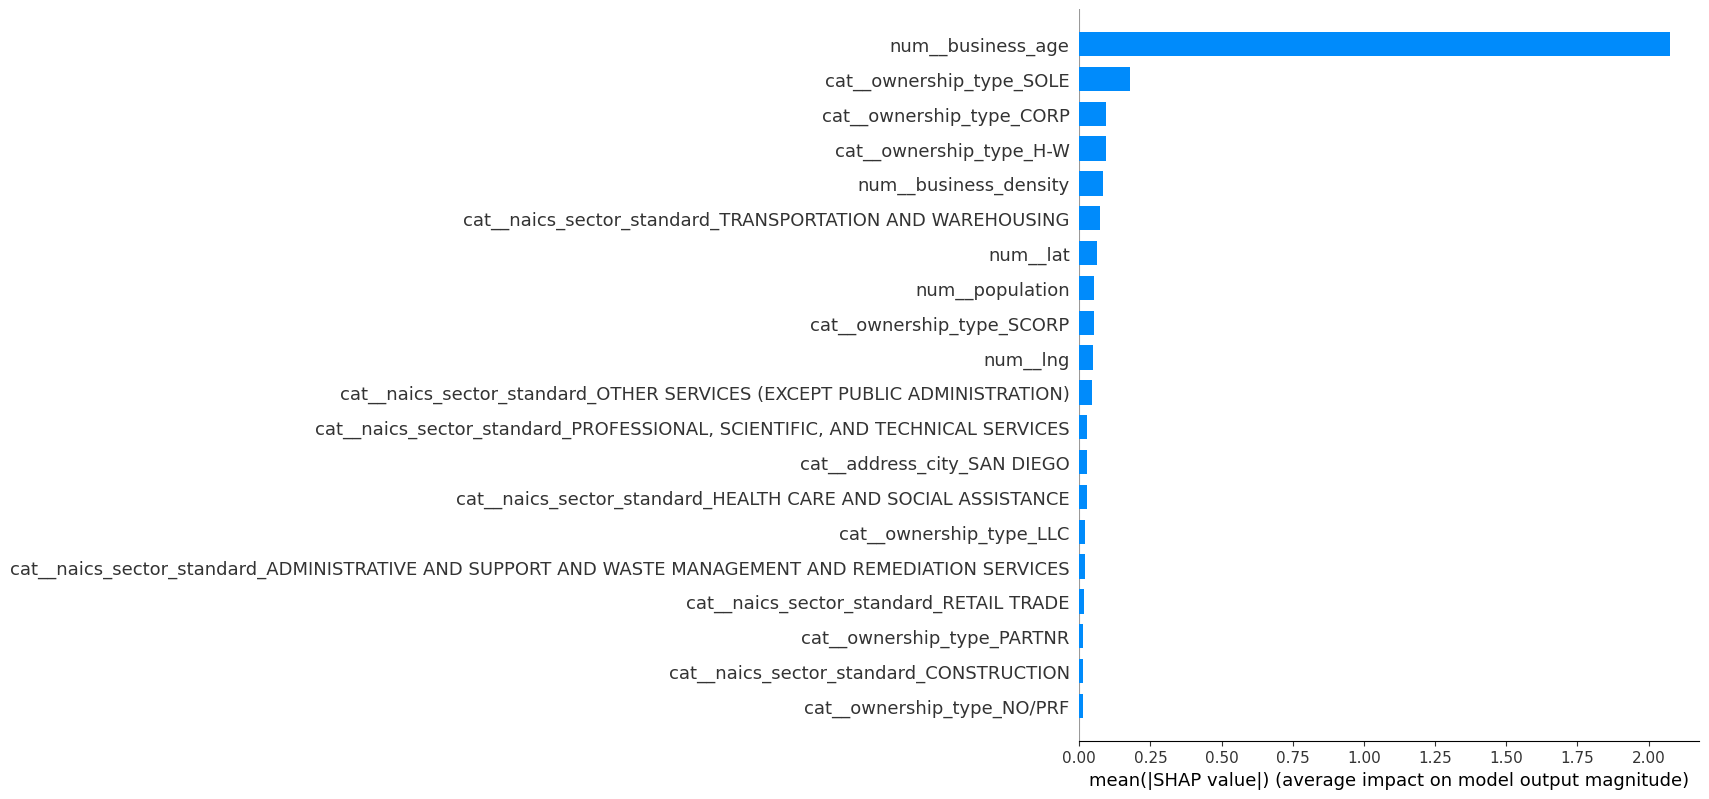 num__business_age
cat__ownership_type_SOLE
cat__ownership_type_CORP
cat__ownership_type_H-W
num__business_density
cat__naics_sector_standard_TRANSPORTATION AND WAREHOUSING
num__lat
num__population
cat__ownership_type_SCORP
num__lng
cat__naics_sector_standard_OTHER SERVICES (EXCEPT PUBLIC ADMINISTRATION)
cat__naics_sector_standard_PROFESSIONAL, SCIENTIFIC, AND TECHNICAL SERVICES
cat__address_city_SAN DIEGO
cat__naics_sector_standard_HEALTH CARE AND SOCIAL ASSISTANCE
cat__ownership_type_LLC
cat__naics_sector_standard_ADMINISTRATIVE AND SUPPORT AND WASTE MANAGEMENT AND REMEDIATION SERVICES
cat__naics_sector_standard_RETAIL TRADE
cat__ownership_type_PARTNR
cat__naics_sector_standard_CONSTRUCTION
cat__ownership_type_NO/PRF
0.00 0.25 0.50 0.75 1.00 1.25 1.50 1.75 2.00
mean(|SHAP value|) (average impact on model output magnitude)